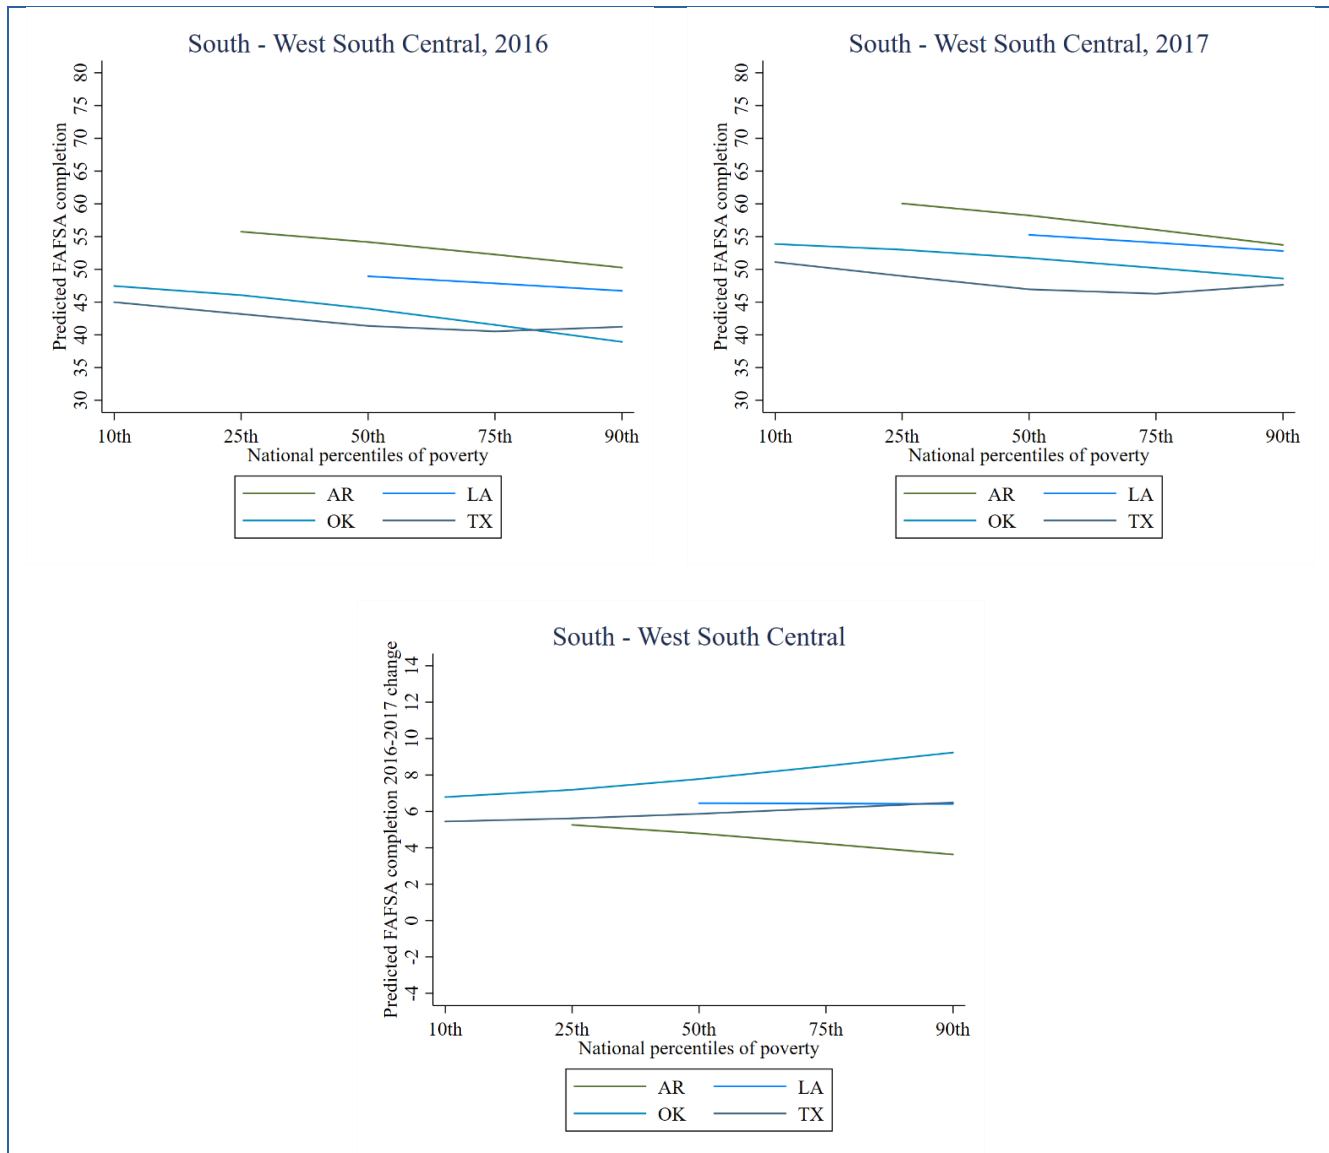 South - West South Central, 2016
Predicted FAFSA completion
80
75
70
65
60
55
50
45
40
35
30
10th 25th 50th 75th 90th
National percentiles of poverty
AR LA
OK TX
South - West South Central, 2017
Predicted FAFSA completion
80
75
70
65
60
55
50
45
40
35
30
10th 25th 50th 75th 90th
National percentiles of poverty
AR LA
OK TX
South - West South Central
Predicted FAFSA completion 2016-2017 change
14
12
10
8
6
4
2
0
-2
-4
10th 25th 50th 75th 90th
National percentiles of poverty
AR LA
OK TX